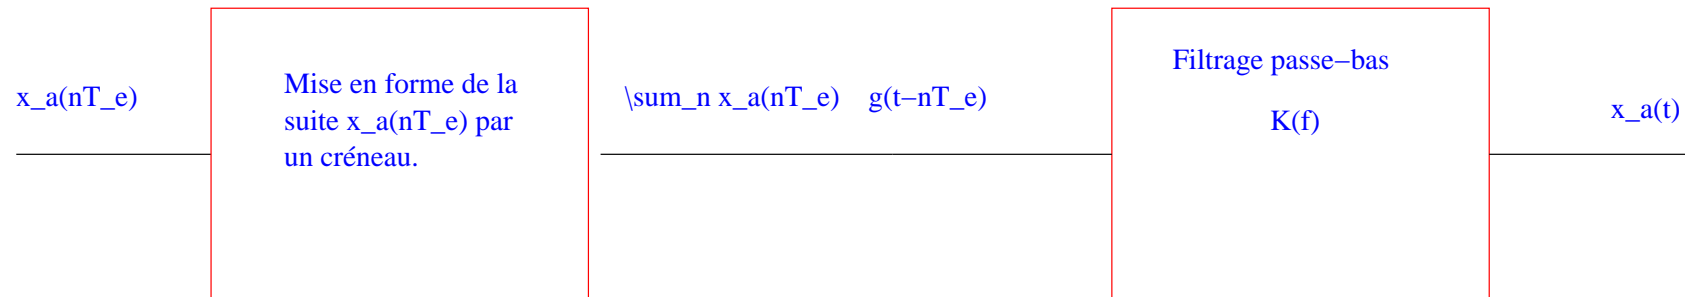 x_a(nT_e)
Mise en forme de la
suite x_a(nT_e) par
un créneau.
\sum_n x_a(nT_e) g(t−nT_e)
Filtrage passe−bas
K(f)
x_a(t)